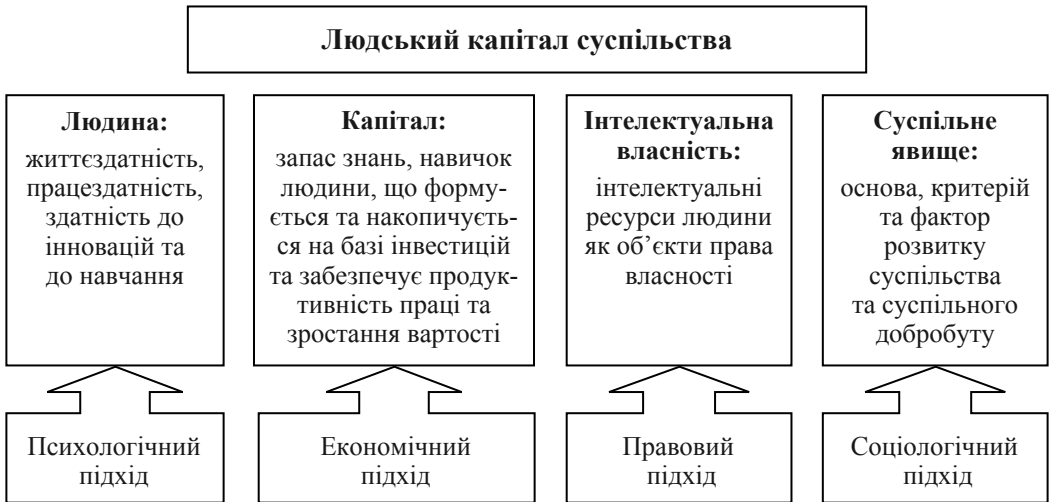 Людський капітал суспільства
Людина:
життєздатність,
працездатність,
здатність до
інновацій та
до навчання
Капітал:
запас знань, навичок
людини, що форму-
ється та накопичуєть-
ся на базі інвестицій
та забезпечує продук-
тивність праці та
зростання вартості
Інтелектуальна
власність:
інтелектуальні
ресурси людини
як об’єкти права
власності
Суспільне
явище:
основа, критерій
та фактор
розвитку
суспільства
та суспільного
добробуту
Психологічний
підхід
Економічний
підхід
Правовий
підхід
Соціологічний
підхід